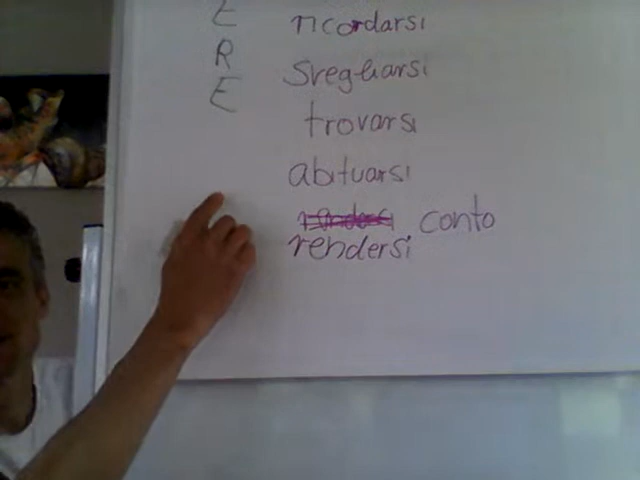 E
R
E
ricordarsi
svegliarsi
trovarsi
abituarsi
conto
rendersi